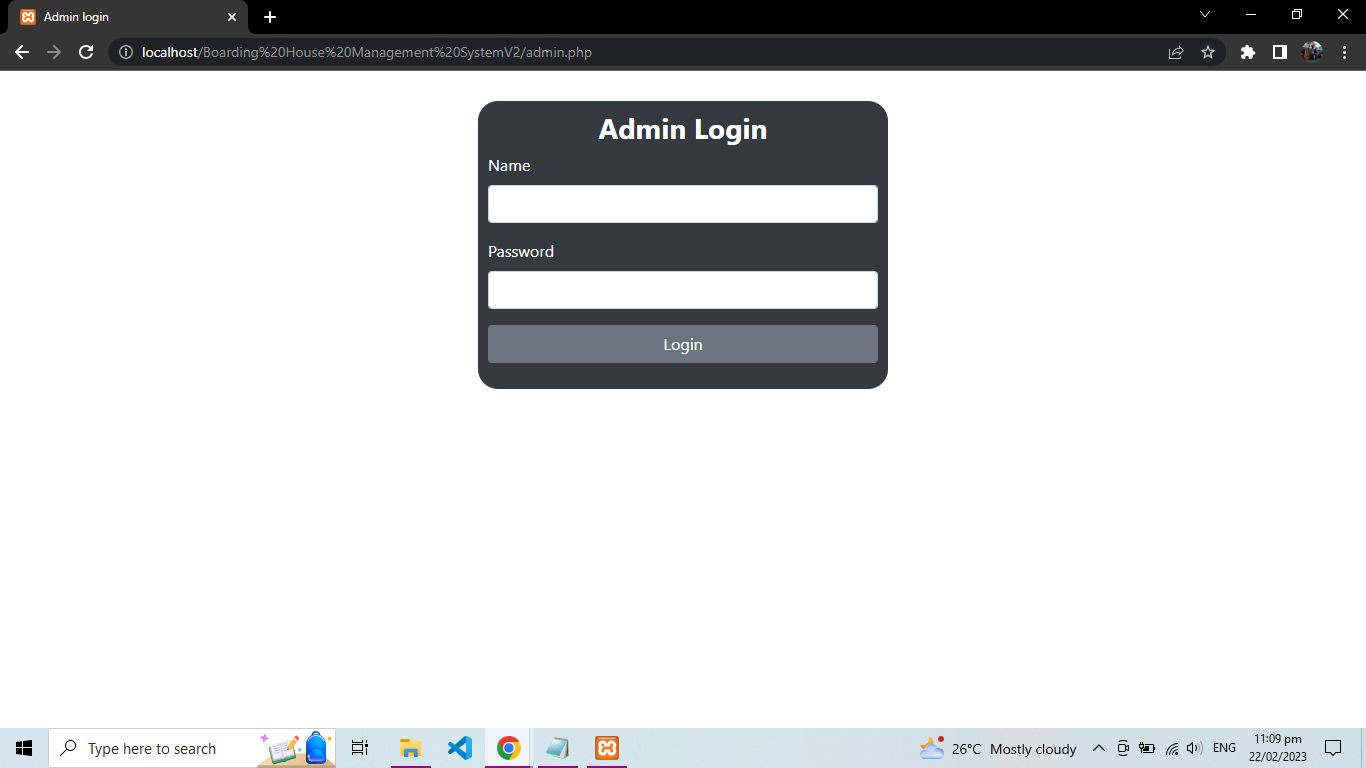 Admin login
localhost/Boarding%20House%20Management%20SystemV2/admin.php
Admin Login
Name
Password
Login
Type here to search
26°C Mostly cloudy
ENG
11:09 pm
22/02/2023